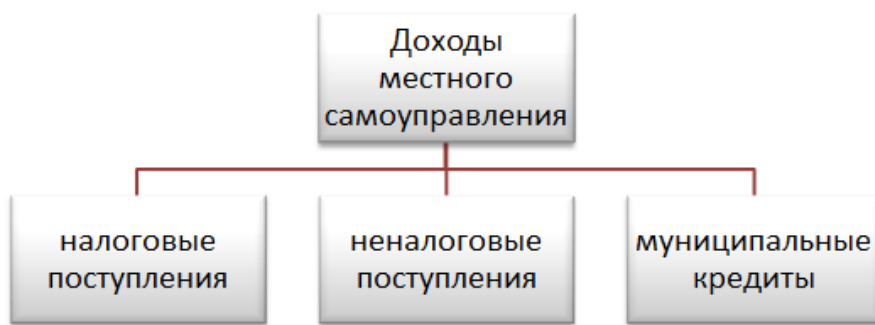 Доходы
местного
самоуправления
налоговые
поступления
неналоговые
поступления
муниципальные
кредиты